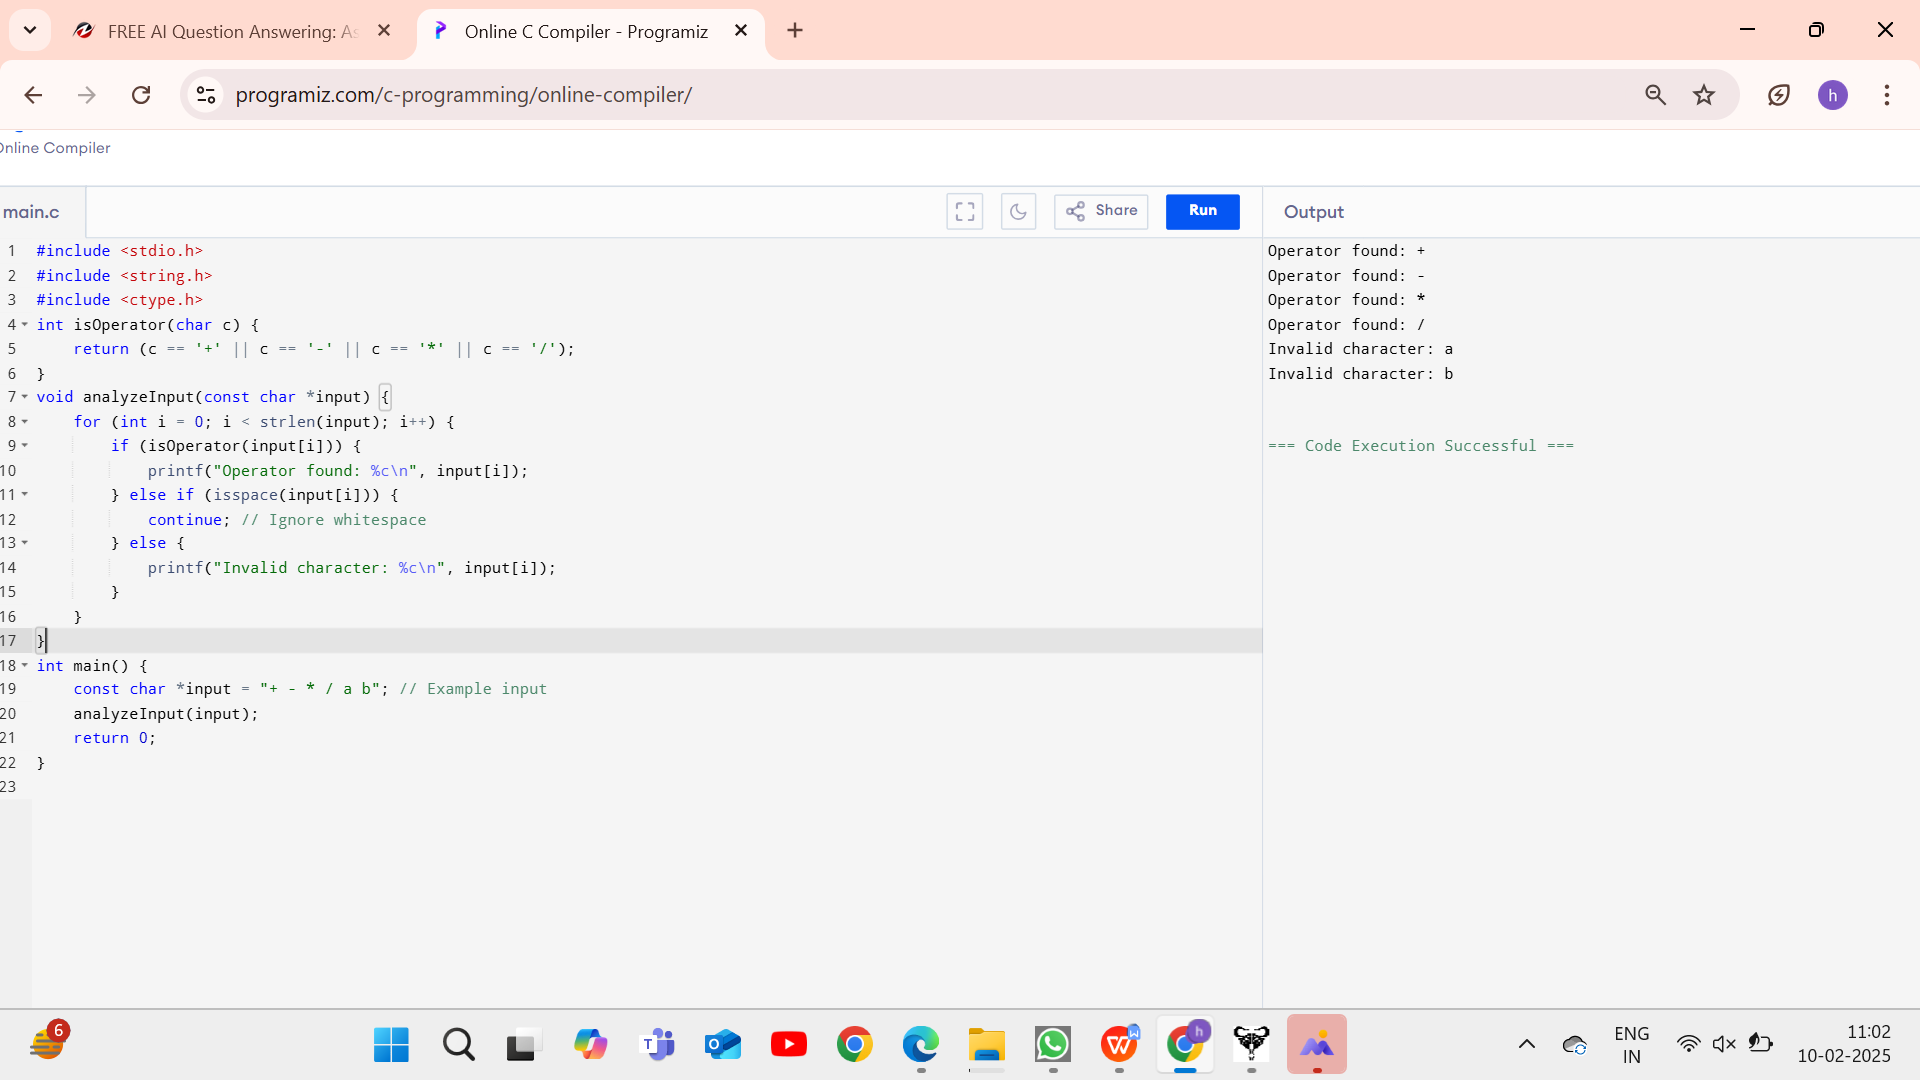 FREE AI Question Answering: As
Online C Compiler - Programiz
programiz.com/c-programming/online-compiler/
h
Online Compiler
main.c
Share
Run
Output
1 #include <stdio.h>
2 #include <string.h>
3 #include <ctype.h>
4 int isOperator(char c) {
5     return (c == '+' || c == '-' || c == '*' || c == '/');
6 }
7 void analyzeInput(const char *input) {
8     for (int i = 0; i < strlen(input); i++) {
9         if (isOperator(input[i])) {
10             printf("Operator found: %c\n", input[i]);
11         } else if (isspace(input[i])) {
12             continue; // Ignore whitespace
13         } else {
14             printf("Invalid character: %c\n", input[i]);
15         }
16     }
17 }
18 int main() {
19     const char *input = "+ - * / a b"; // Example input
20     analyzeInput(input);
21     return 0;
22 }
23
Operator found: +
Operator found: -
Operator found: *
Operator found: /
Invalid character: a
Invalid character: b
=== Code Execution Successful ===
6
h
ENG
IN
11:02
10-02-2025